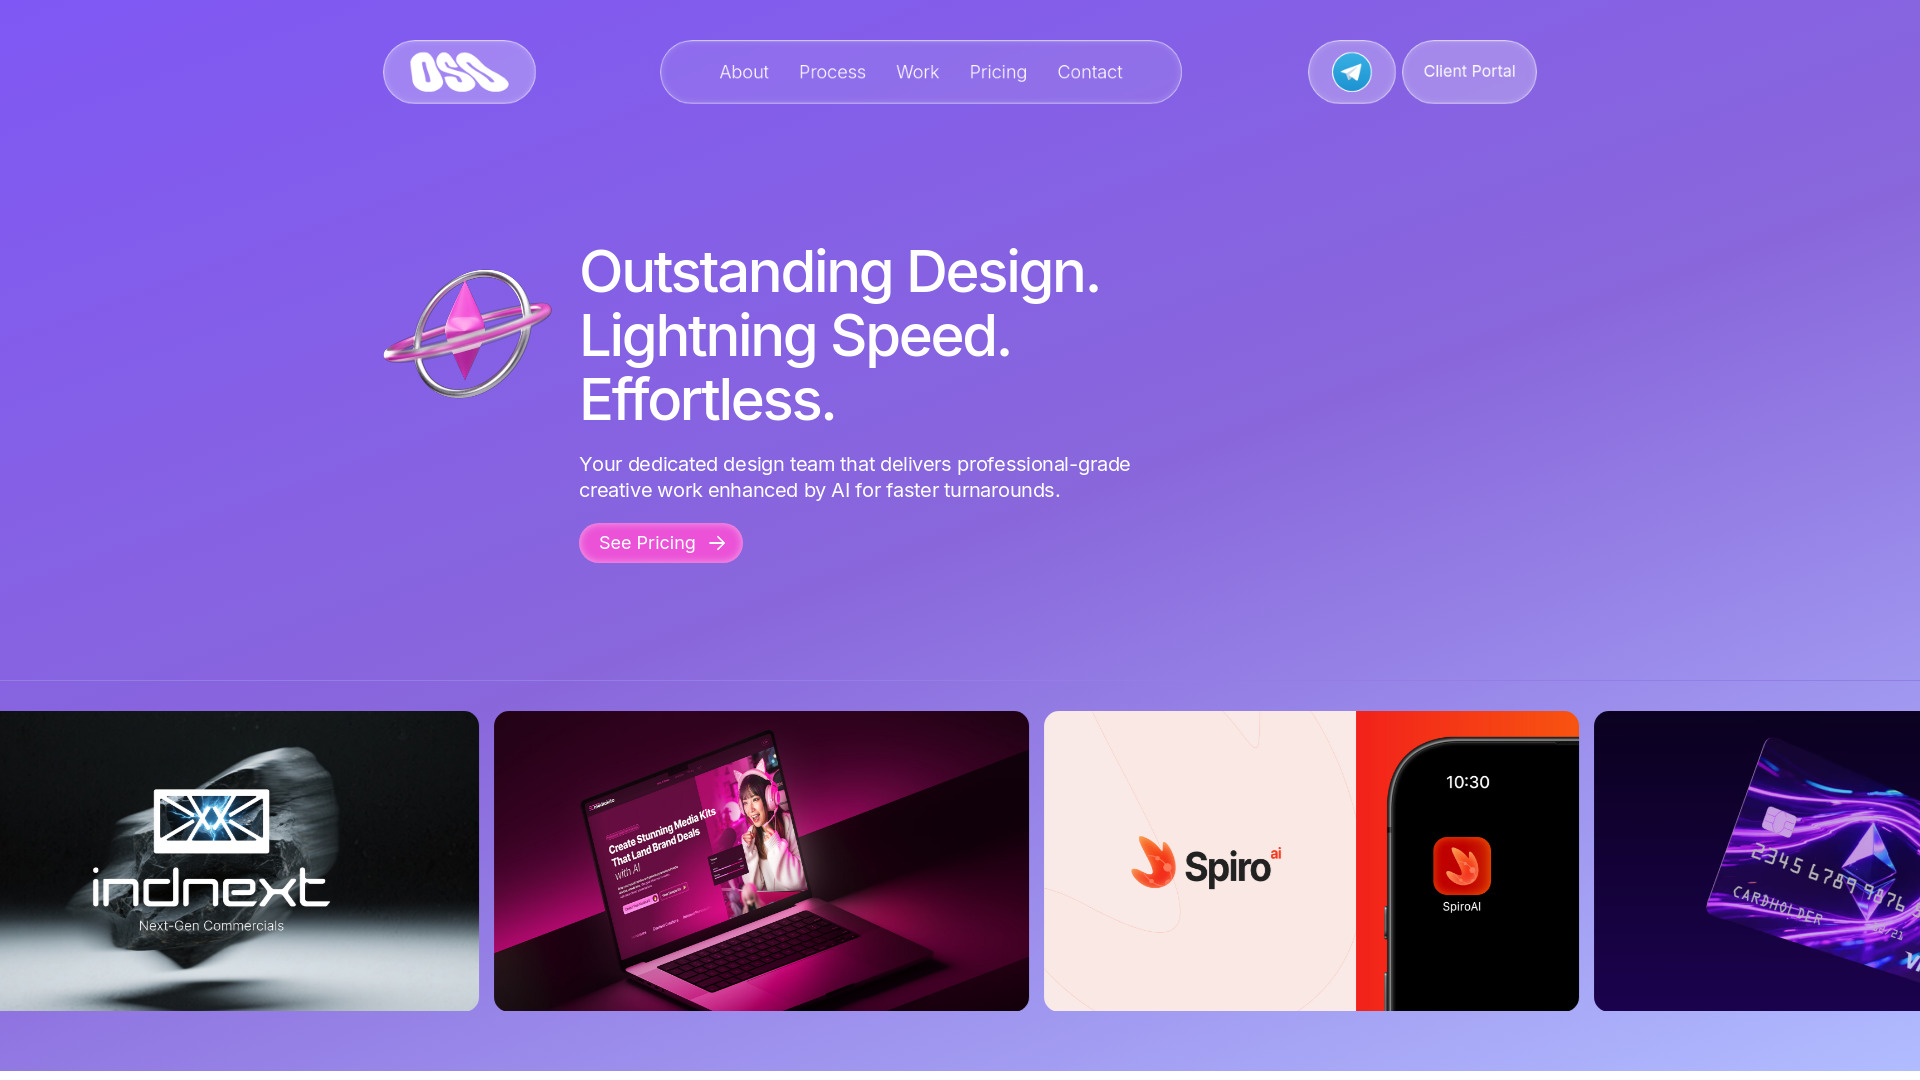 OSO
About
Process
Work
Pricing
Contact
Client Portal
Outstanding Design.
Lightning Speed.
Effortless.
Your dedicated design team that delivers professional-grade
creative work enhanced by AI for faster turnarounds.
See Pricing
indnext
Next-Gen Commercials
Create Stunning Media Kits
That Land Brand Deals
with AI
Spiro ai
10:30
SpiroAI
2345 6789 9876
CARDHOLDER